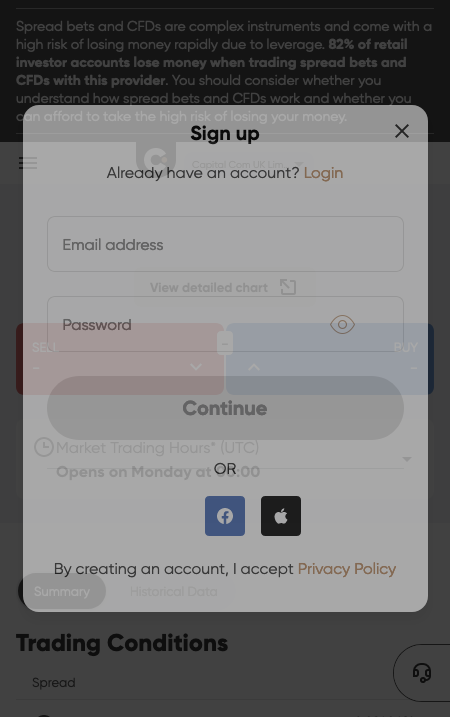 Spread bets and CFDs are complex instruments and come with a
high risk of losing money rapidly due to leverage. 82% of retail
investor accounts lose money when trading spread bets and
CFDs with this provider. You should consider whether you
understand how spread bets and CFDs work and whether you
can afford to take the high risk of losing your money.
Sign up
Capital Com UK Limi...
Already have an account? Login
Email address
View detailed chart
Password
SELL
BUY
-
--
-
Continue
Market Trading Hours* (UTC)
OR
Opens on Monday at
By creating an account, I accept Privacy Policy
Summary
Historical Data
Trading Conditions
Spread